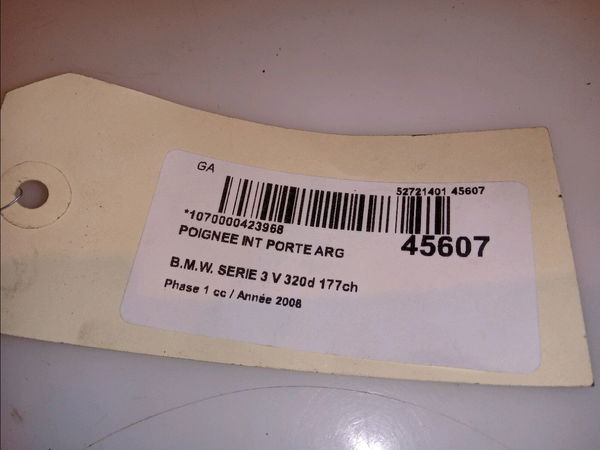 GA
52721401 45607
*1070000423968
POIGNEE INT PORTE ARG
45607
B.M.W. SERIE 3 V 320d 177ch
Phase 1 cc / Année 2008